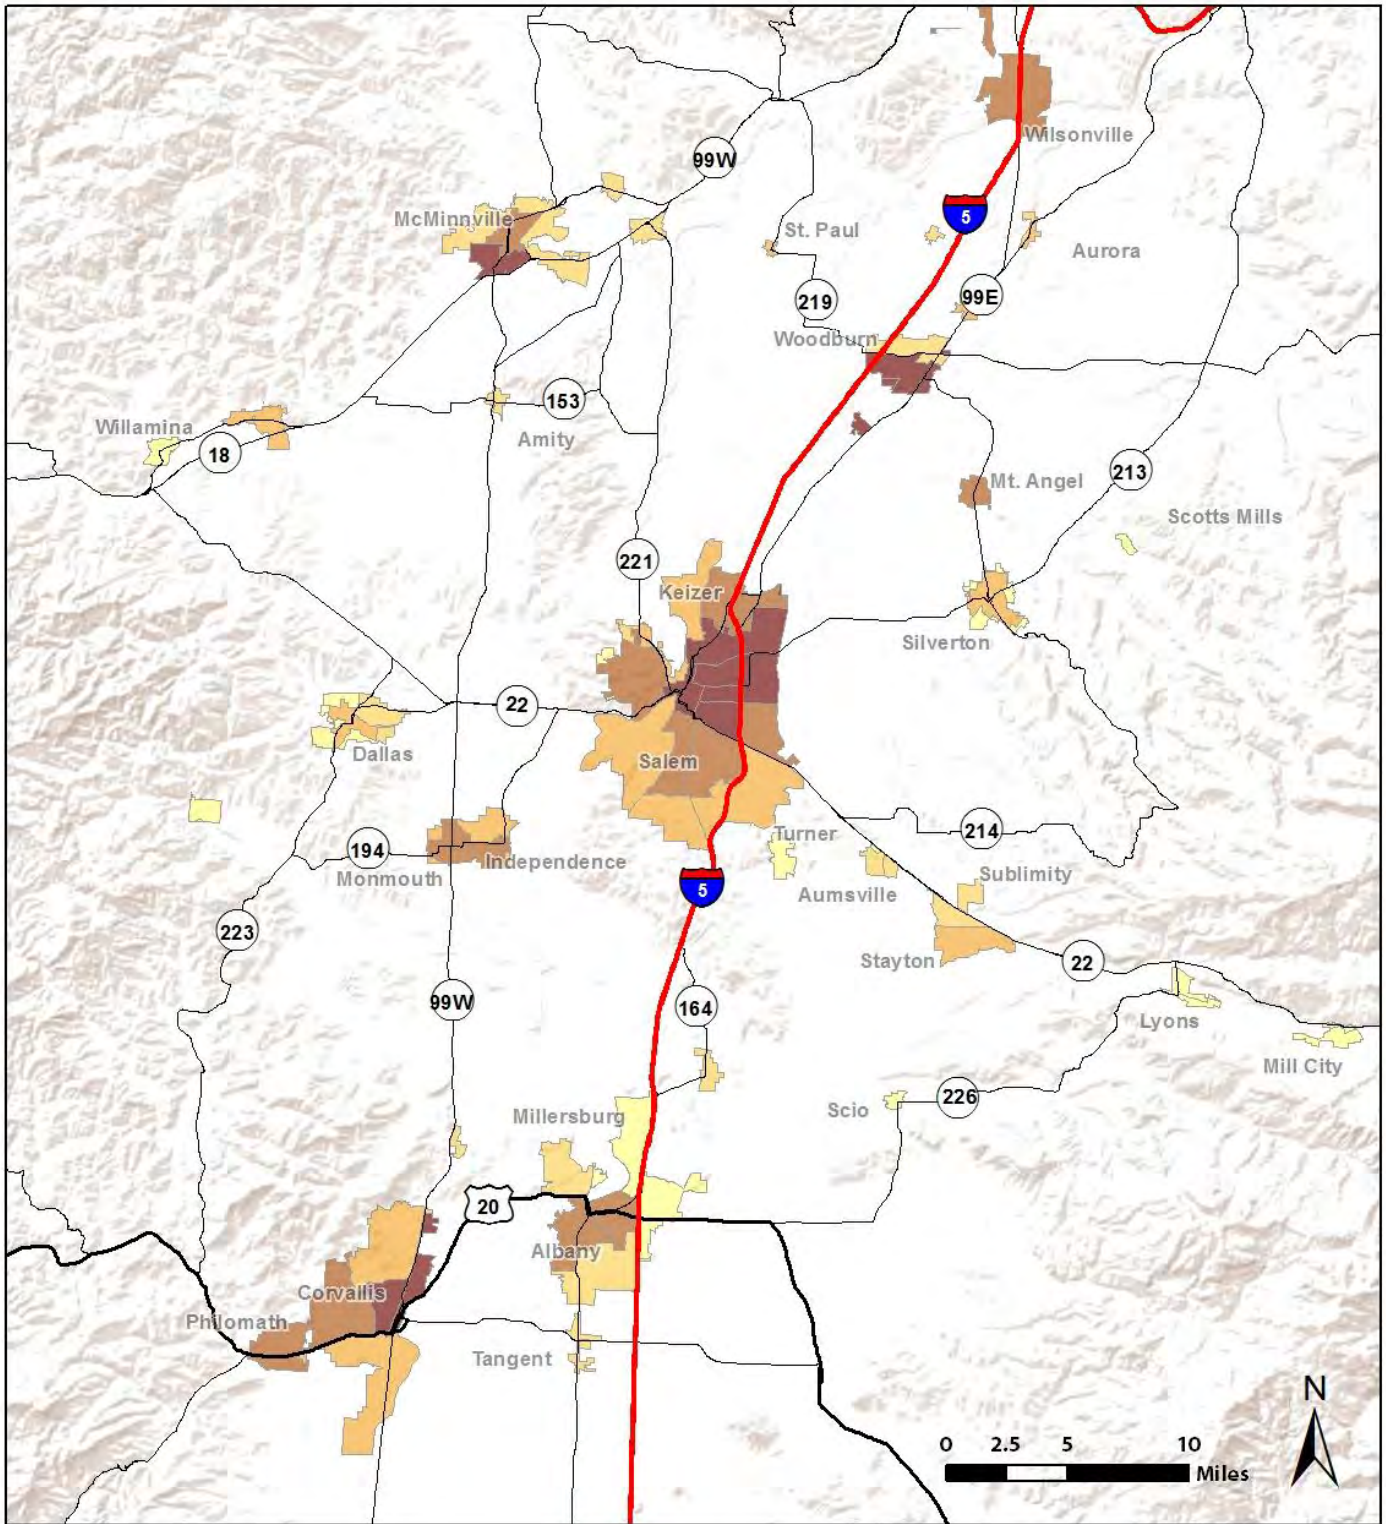 Wilsonville
99W
McMinnville
5
St. Paul
Aurora
219
99E
Woodburn
153
Willamina
Amity
18
213
Mt. Angel
Scotts Mills
221
Keizer
Silverton
22
Dallas
Salem
Turner
214
194
Independence
Monmouth
Sublimity
5
Aumsville
223
Stayton
22
99W
164
Lyons
Mill City
226
Scio
Millersburg
20
Albany
Corvallis
Philomath
Tangent
N
0 2.5 5 10
Miles